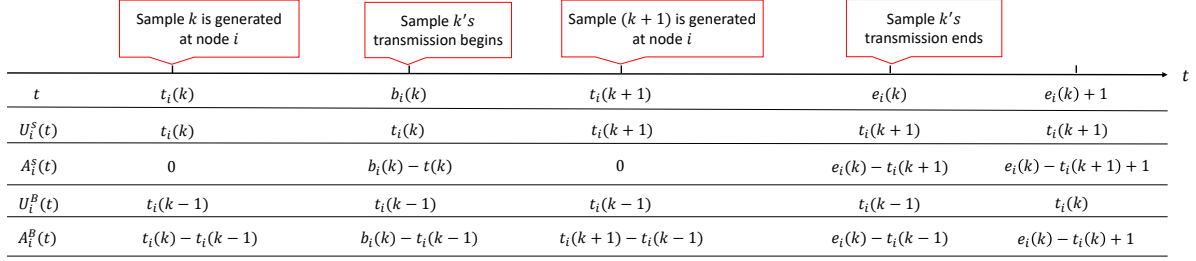 Sample k is generated
at node i
Sample k's
transmission begins
Sample (k + 1) is generated
at node i
Sample k's
transmission ends
t
t t_i(k) b_i(k) t_i(k + 1) e_i(k) e_i(k) + 1
U_i^s(t) t_i(k) t_i(k) t_i(k + 1) t_i(k + 1) t_i(k + 1)
A_i^s(t) 0 b_i(k) − t(k) 0 e_i(k) − t_i(k + 1) e_i(k) − t_i(k + 1) + 1
U_i^B(t) t_i(k − 1) t_i(k − 1) t_i(k − 1) t_i(k − 1) t_i(k)
A_i^B(t) t_i(k) − t_i(k − 1) b_i(k) − t_i(k − 1) t_i(k + 1) − t_i(k − 1) e_i(k) − t_i(k − 1) e_i(k) − t_i(k) + 1